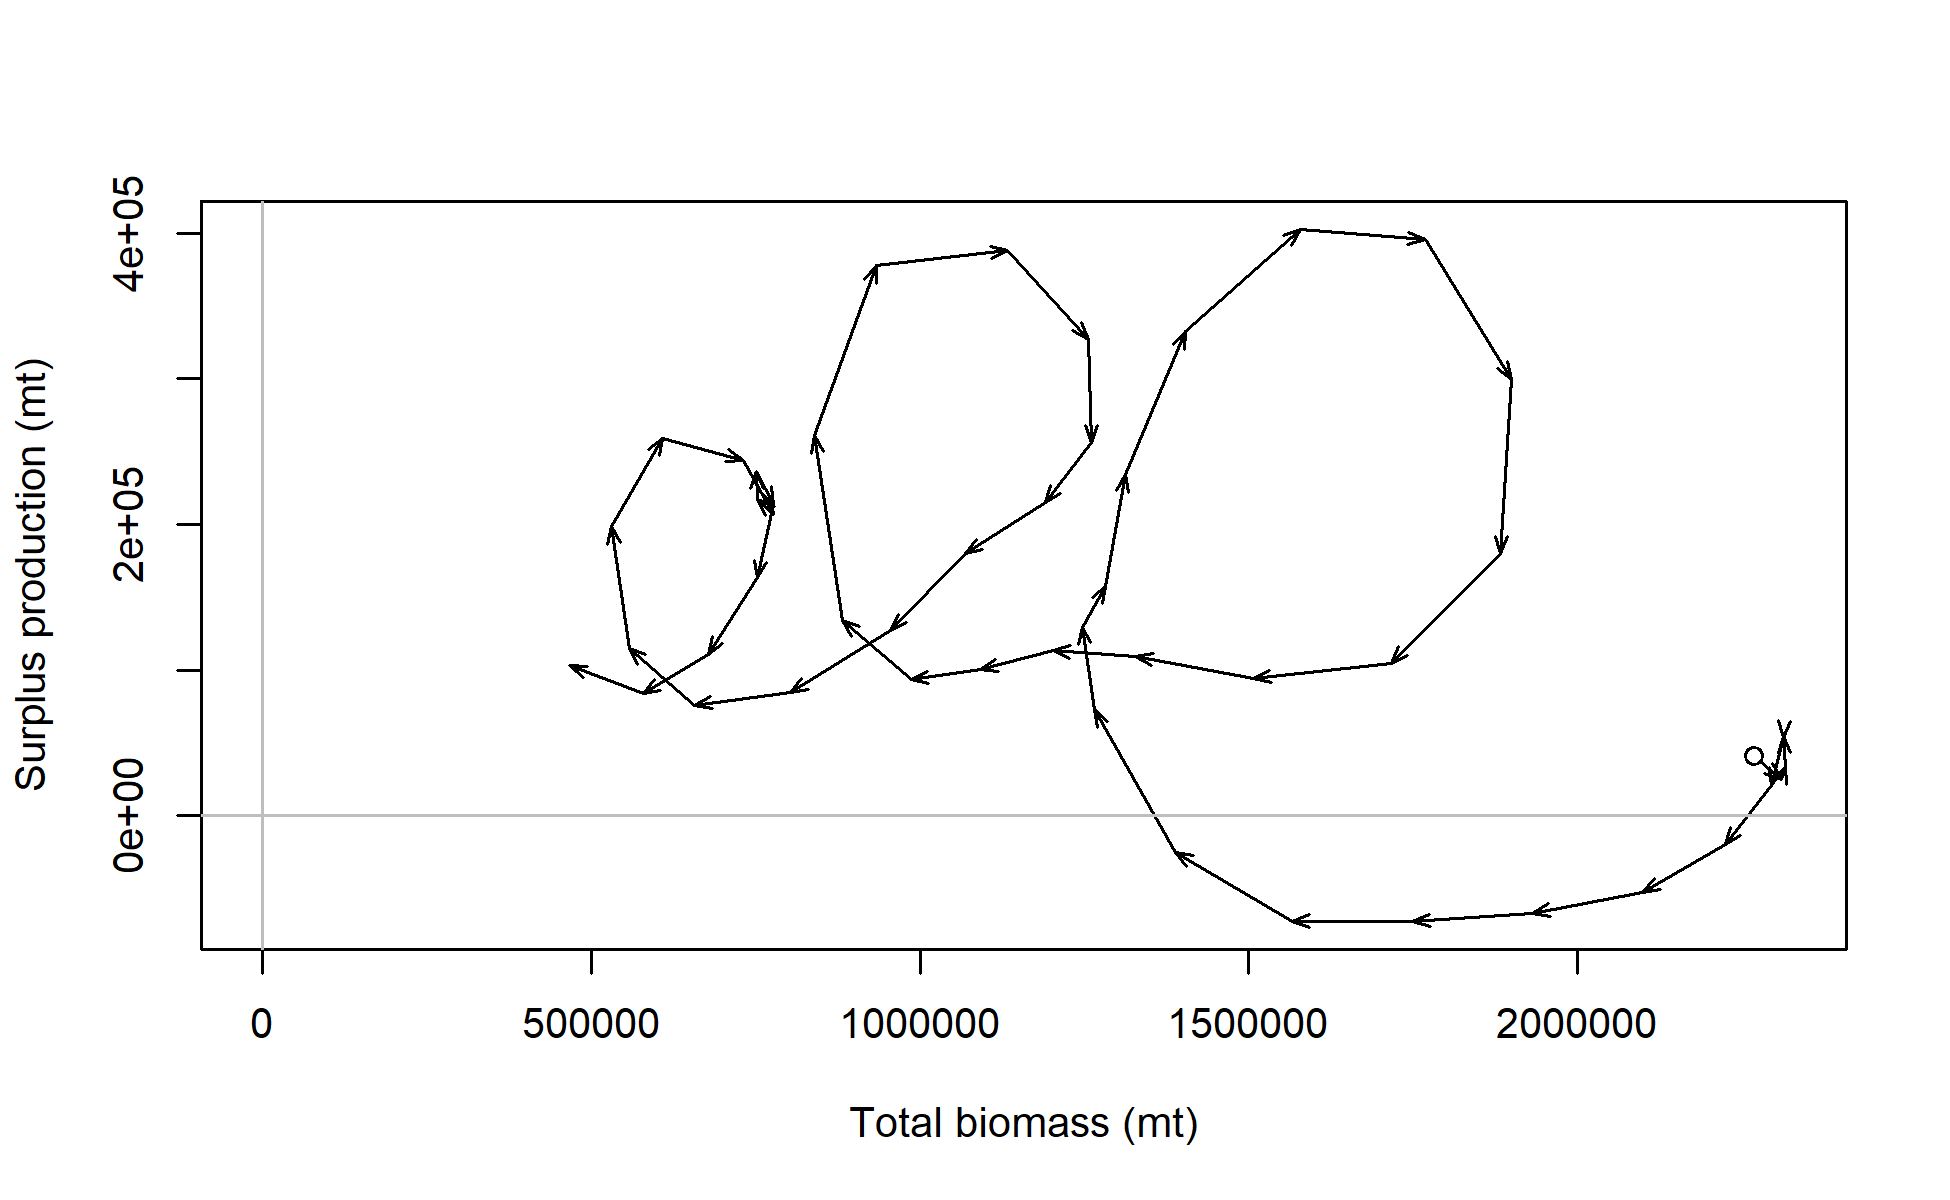 Surplus production (mt)
4e+05
2e+05
0e+00
0 500000 1000000 1500000 2000000
Total biomass (mt)